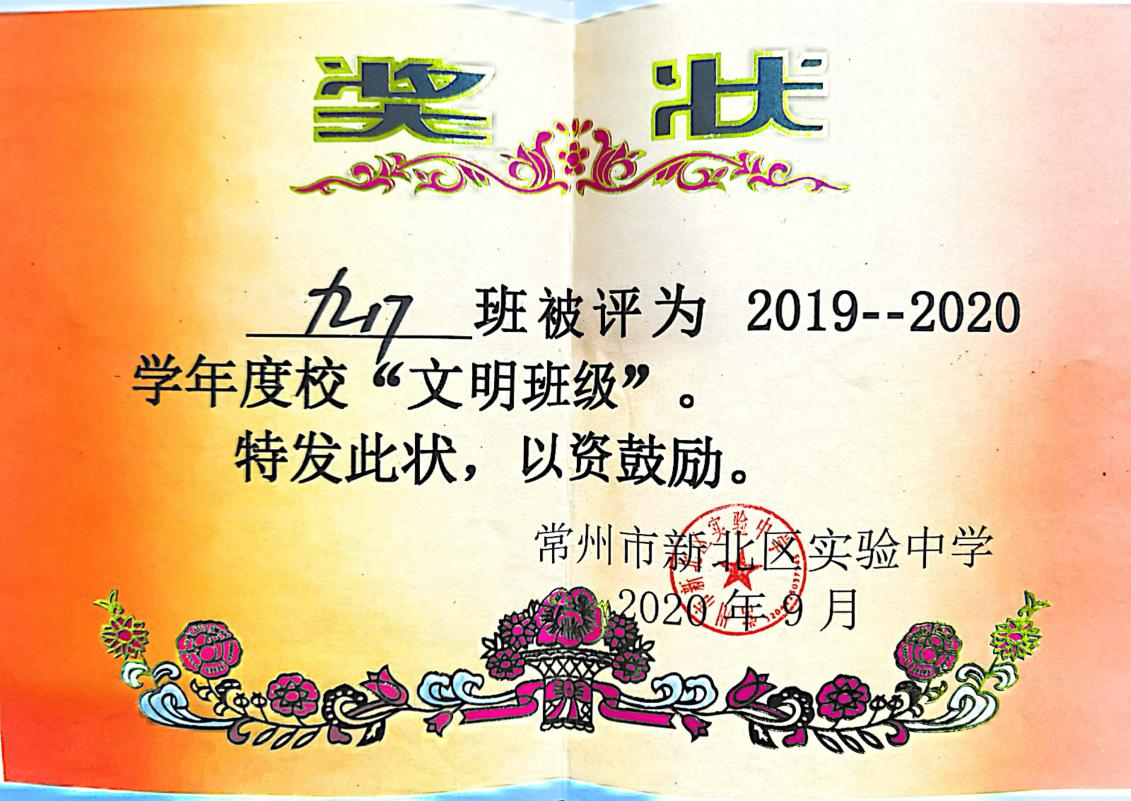 奖状
九17班被评为 2019--2020
学年度校“文明班级”。
特发此状，以资鼓励。
常州市新北区实验中学
2020年9月